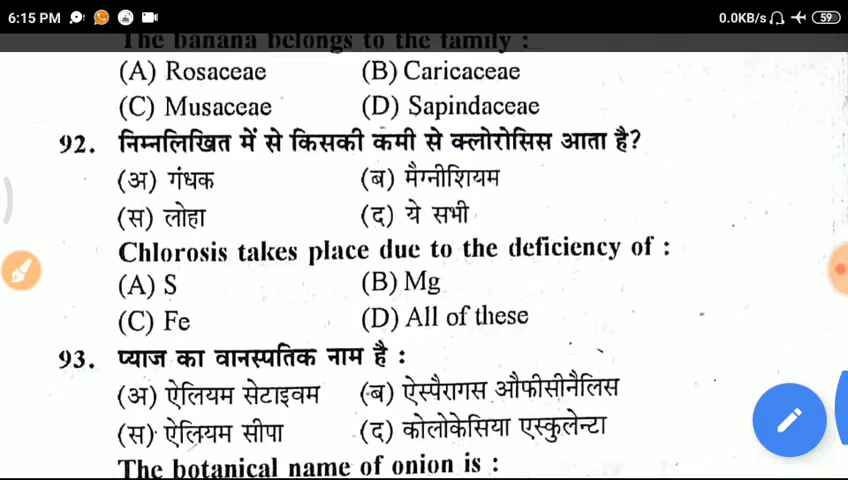 6:15 PM 0.0KB/s 59
The banana belongs to the family :
(A) Rosaceae (B) Caricaceae
(C) Musaceae (D) Sapindaceae
92. निम्नलिखित में से किसकी कमी से क्लोरोसिस आता है?
(अ) गंधक (ब) मैग्नीशियम
(स) लोहा (द) ये सभी
Chlorosis takes place due to the deficiency of :
(A) S (B) Mg
(C) Fe (D) All of these
93. प्याज का वानस्पतिक नाम है :
(अ) ऐलियम सेटाइवम (ब) ऐस्पैरागस औफीसीनैलिस
(स) ऐलियम सीपा (द) कोलोकेसिया एस्कुलेन्टा
The botanical name of onion is :